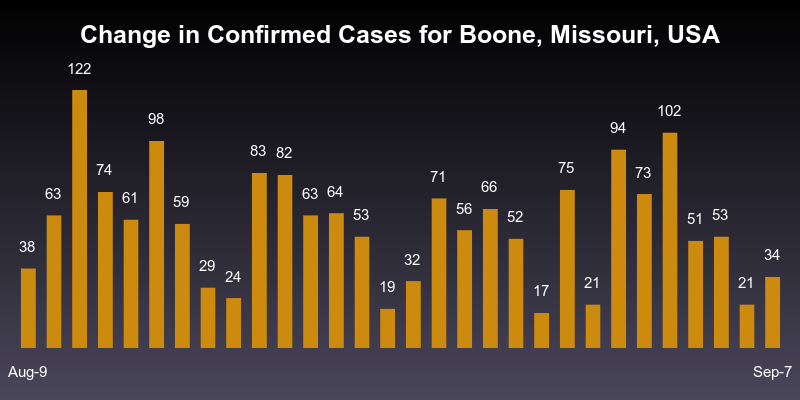 Change in Confirmed Cases for Boone, Missouri, USA
38 63 122 74 61 98 59 29 24 83 82 63 64 53 19 32 71 56 66 52 17 75 21 94 73 102 51 53 21 34
Aug-9 Sep-7